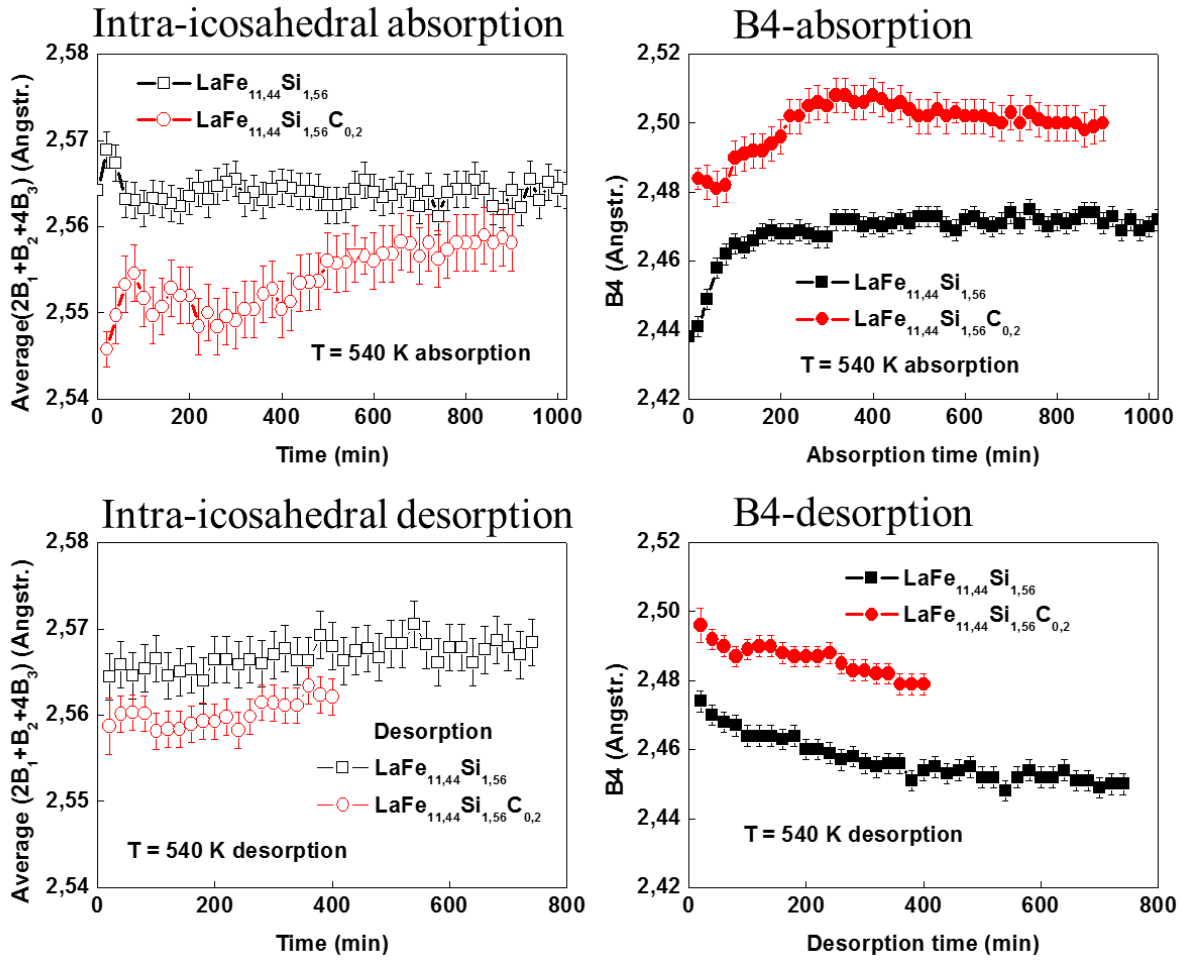 Intra-icosahedral absorption
Average(2B₁+B₂+4B₃) (Angstr.)
2,58
2,57
2,56
2,55
2,54
LaFe₁₁,₄₄Si₁,₅₆
LaFe₁₁,₄₄Si₁,₅₆C₀,₂
T = 540 K absorption
0 200 400 600 800 1000
Time (min)
B4-absorption
B4 (Angstr.)
2,52
2,50
2,48
2,46
2,44
2,42
LaFe₁₁,₄₄Si₁,₅₆
LaFe₁₁,₄₄Si₁,₅₆C₀,₂
T = 540 K absorption
0 200 400 600 800 1000
Absorption time (min)
Intra-icosahedral desorption
Average (2B₁+B₂+4B₃) (Angstr.)
2,58
2,57
2,56
2,55
2,54
Desorption
LaFe₁₁,₄₄Si₁,₅₆
LaFe₁₁,₄₄Si₁,₅₆C₀,₂
T = 540 K desorption
0 200 400 600 800
Time (min)
B4-desorption
B4 (Angstr.)
2,52
2,50
2,48
2,46
2,44
2,42
LaFe₁₁,₄₄Si₁,₅₆
LaFe₁₁,₄₄Si₁,₅₆C₀,₂
T = 540 K desorption
0 200 400 600 800
Desorption time (min)